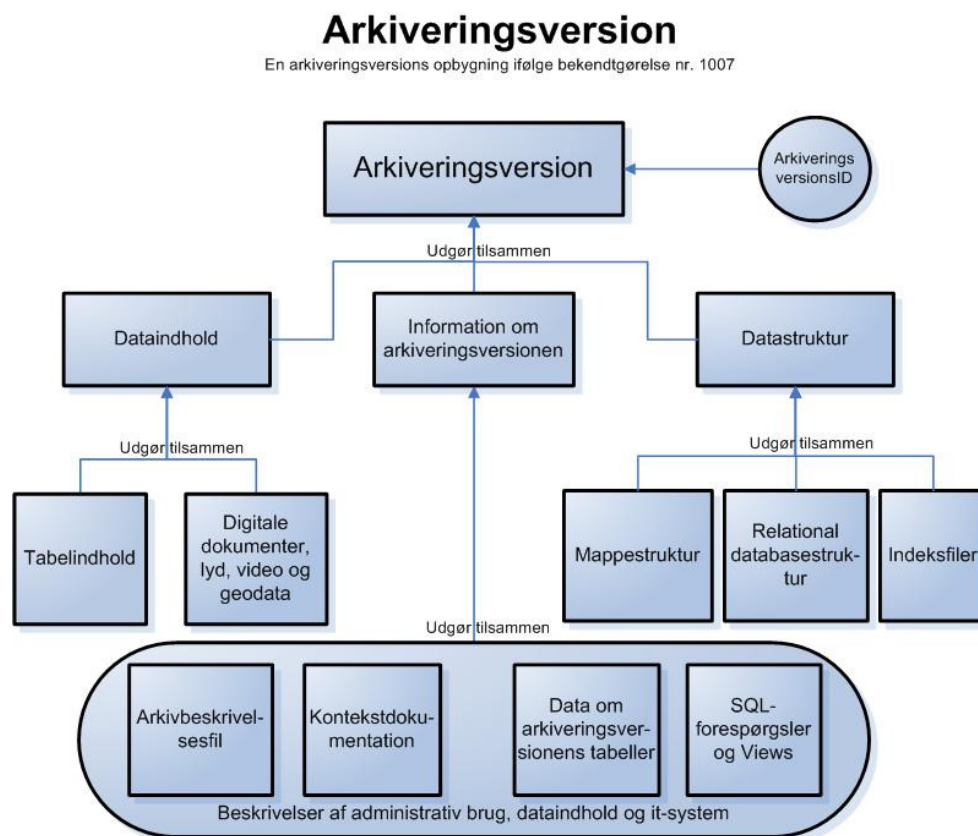 Arkiveringsversion
En arkiveringsversions opbygning ifølge bekendtgørelse nr. 1007
Arkiveringsversion
Arkiverings
versionsID
Udgør tilsammen
Dataindhold
Information om
arkiveringsversionen
Datastruktur
Udgør tilsammen
Udgør tilsammen
Tabelindhold
Digitale
dokumenter,
lyd, video og
geodata
Mappestruktur
Relational
databasestruk-
tur
Indeksfiler
Udgør tilsammen
Arkivbeskrivel-
sesfil
Kontekstdoku-
mentation
Data om
arkiveringsver-
sionens tabeller
SQL-
forespørgsler
og Views
Beskrivelser af administrativ brug, dataindhold og it-system